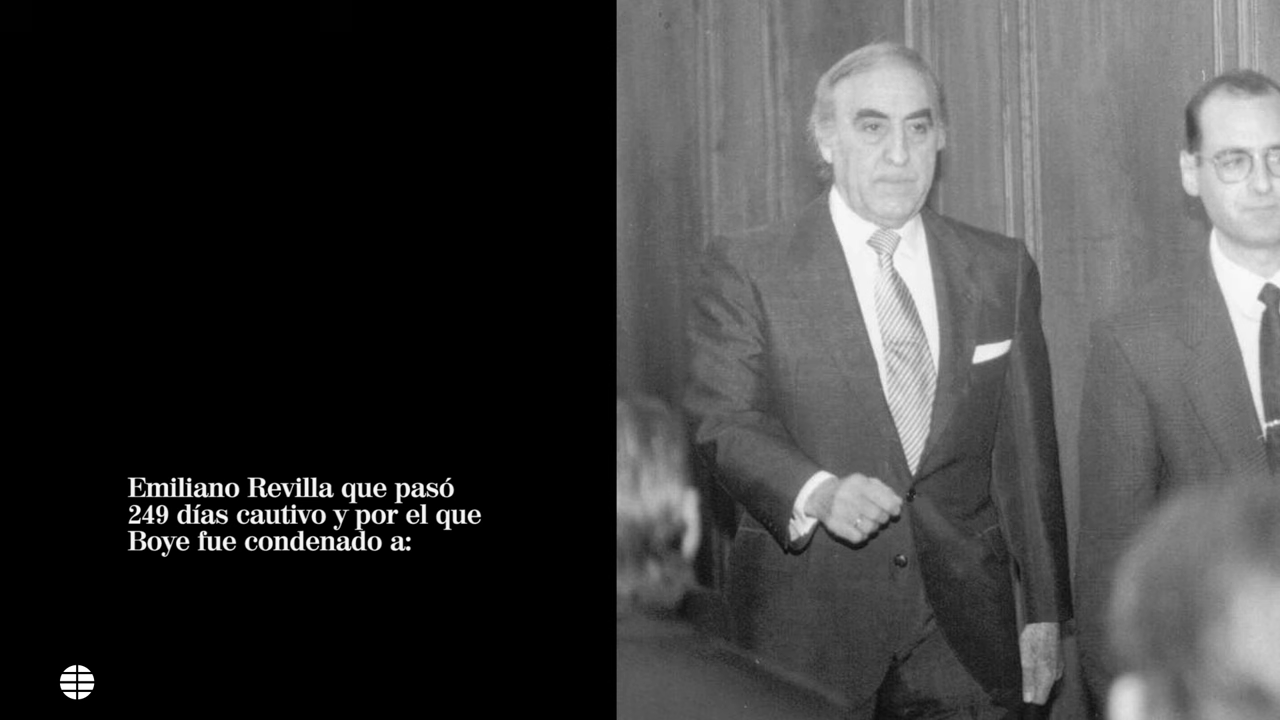 Emiliano Revilla que pasó
249 días cautivo y por el que
Boye fue condenado a: